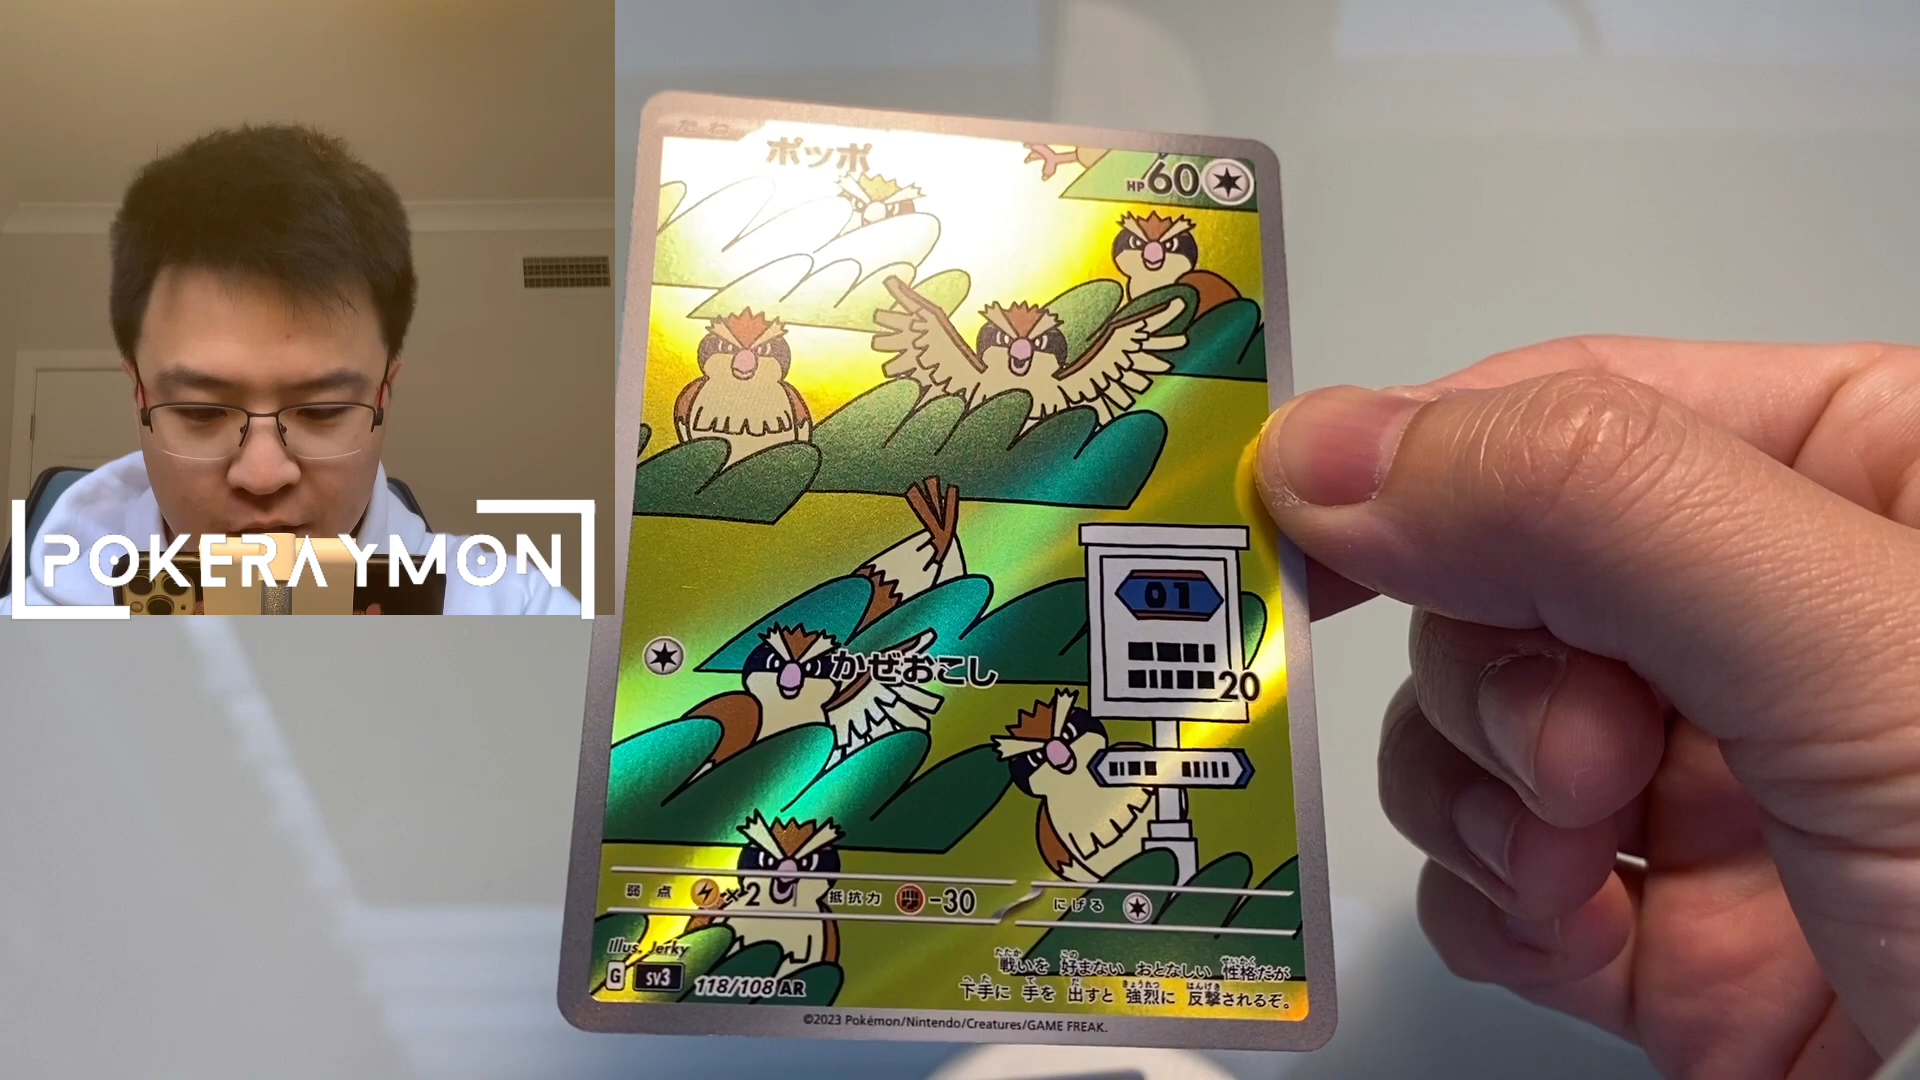 POKERAYMON
たね
ポッポ
HP60
01
かぜおこし
20
弱点 ×2 抵抗力 -30 にげる
Illus. Jerky
G sv3 118/108 AR
戦いを 好まない おとなしい 性格だが
下手に 手を 出すと 強烈に 反撃されるぞ。
©2023 Pokémon/Nintendo/Creatures/GAME FREAK.